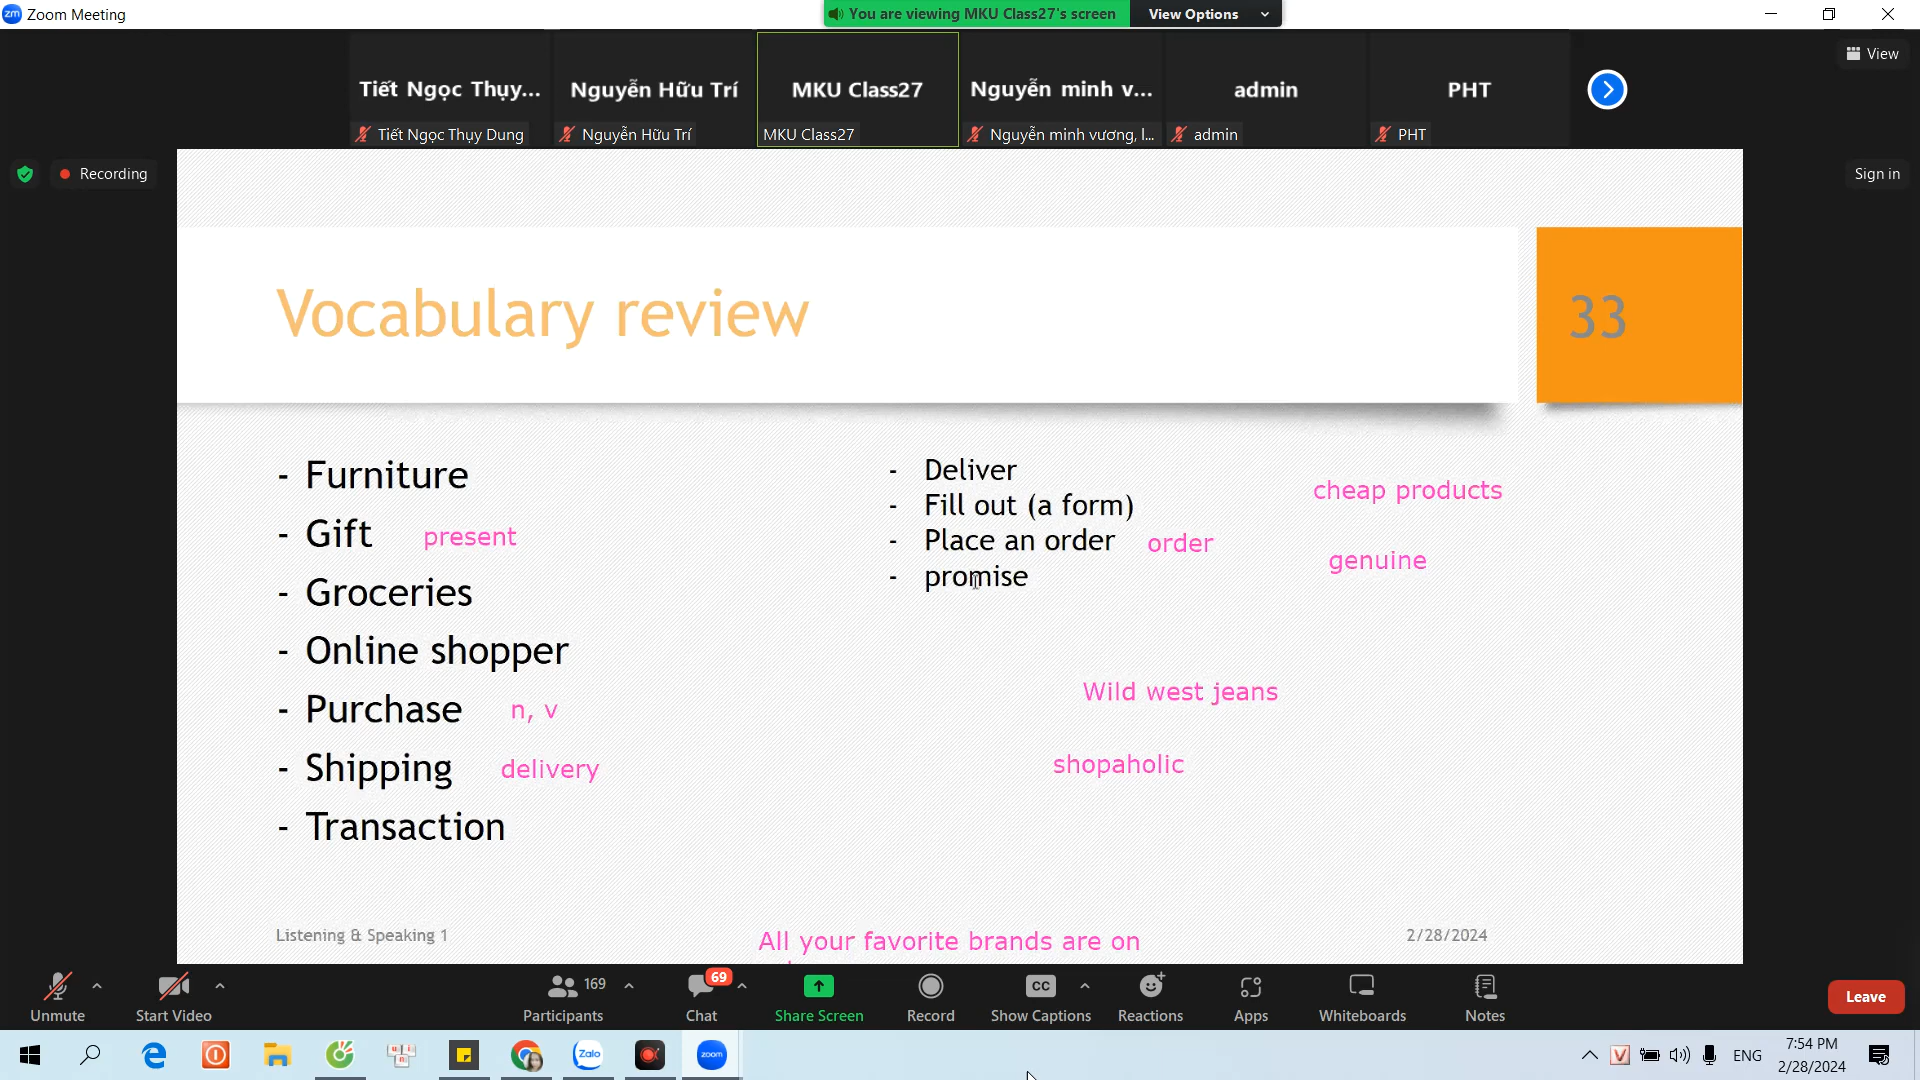 Zoom Meeting
You are viewing MKU Class27's screen
View Options
View
Tiết Ngọc Thụy...
Nguyễn Hữu Trí
MKU Class27
Nguyễn minh v...
admin
PHT
Tiết Ngọc Thụy Dung
Nguyễn Hữu Trí
MKU Class27
Nguyễn minh vương, l...
admin
PHT
Recording
Sign in
Vocabulary review
33
- Furniture
- Gift present
- Groceries
- Online shopper
- Purchase n, v
- Shipping delivery
- Transaction
- Deliver
- Fill out (a form)
- Place an order order
- promise
cheap products
genuine
Wild west jeans
shopaholic
Listening & Speaking 1
All your favorite brands are on
2/28/2024
Unmute
Start Video
169
Participants
69
Chat
Share Screen
Record
CC
Show Captions
Reactions
Apps
Whiteboards
Notes
Leave
Zalo
zoom
ENG
7:54 PM
2/28/2024